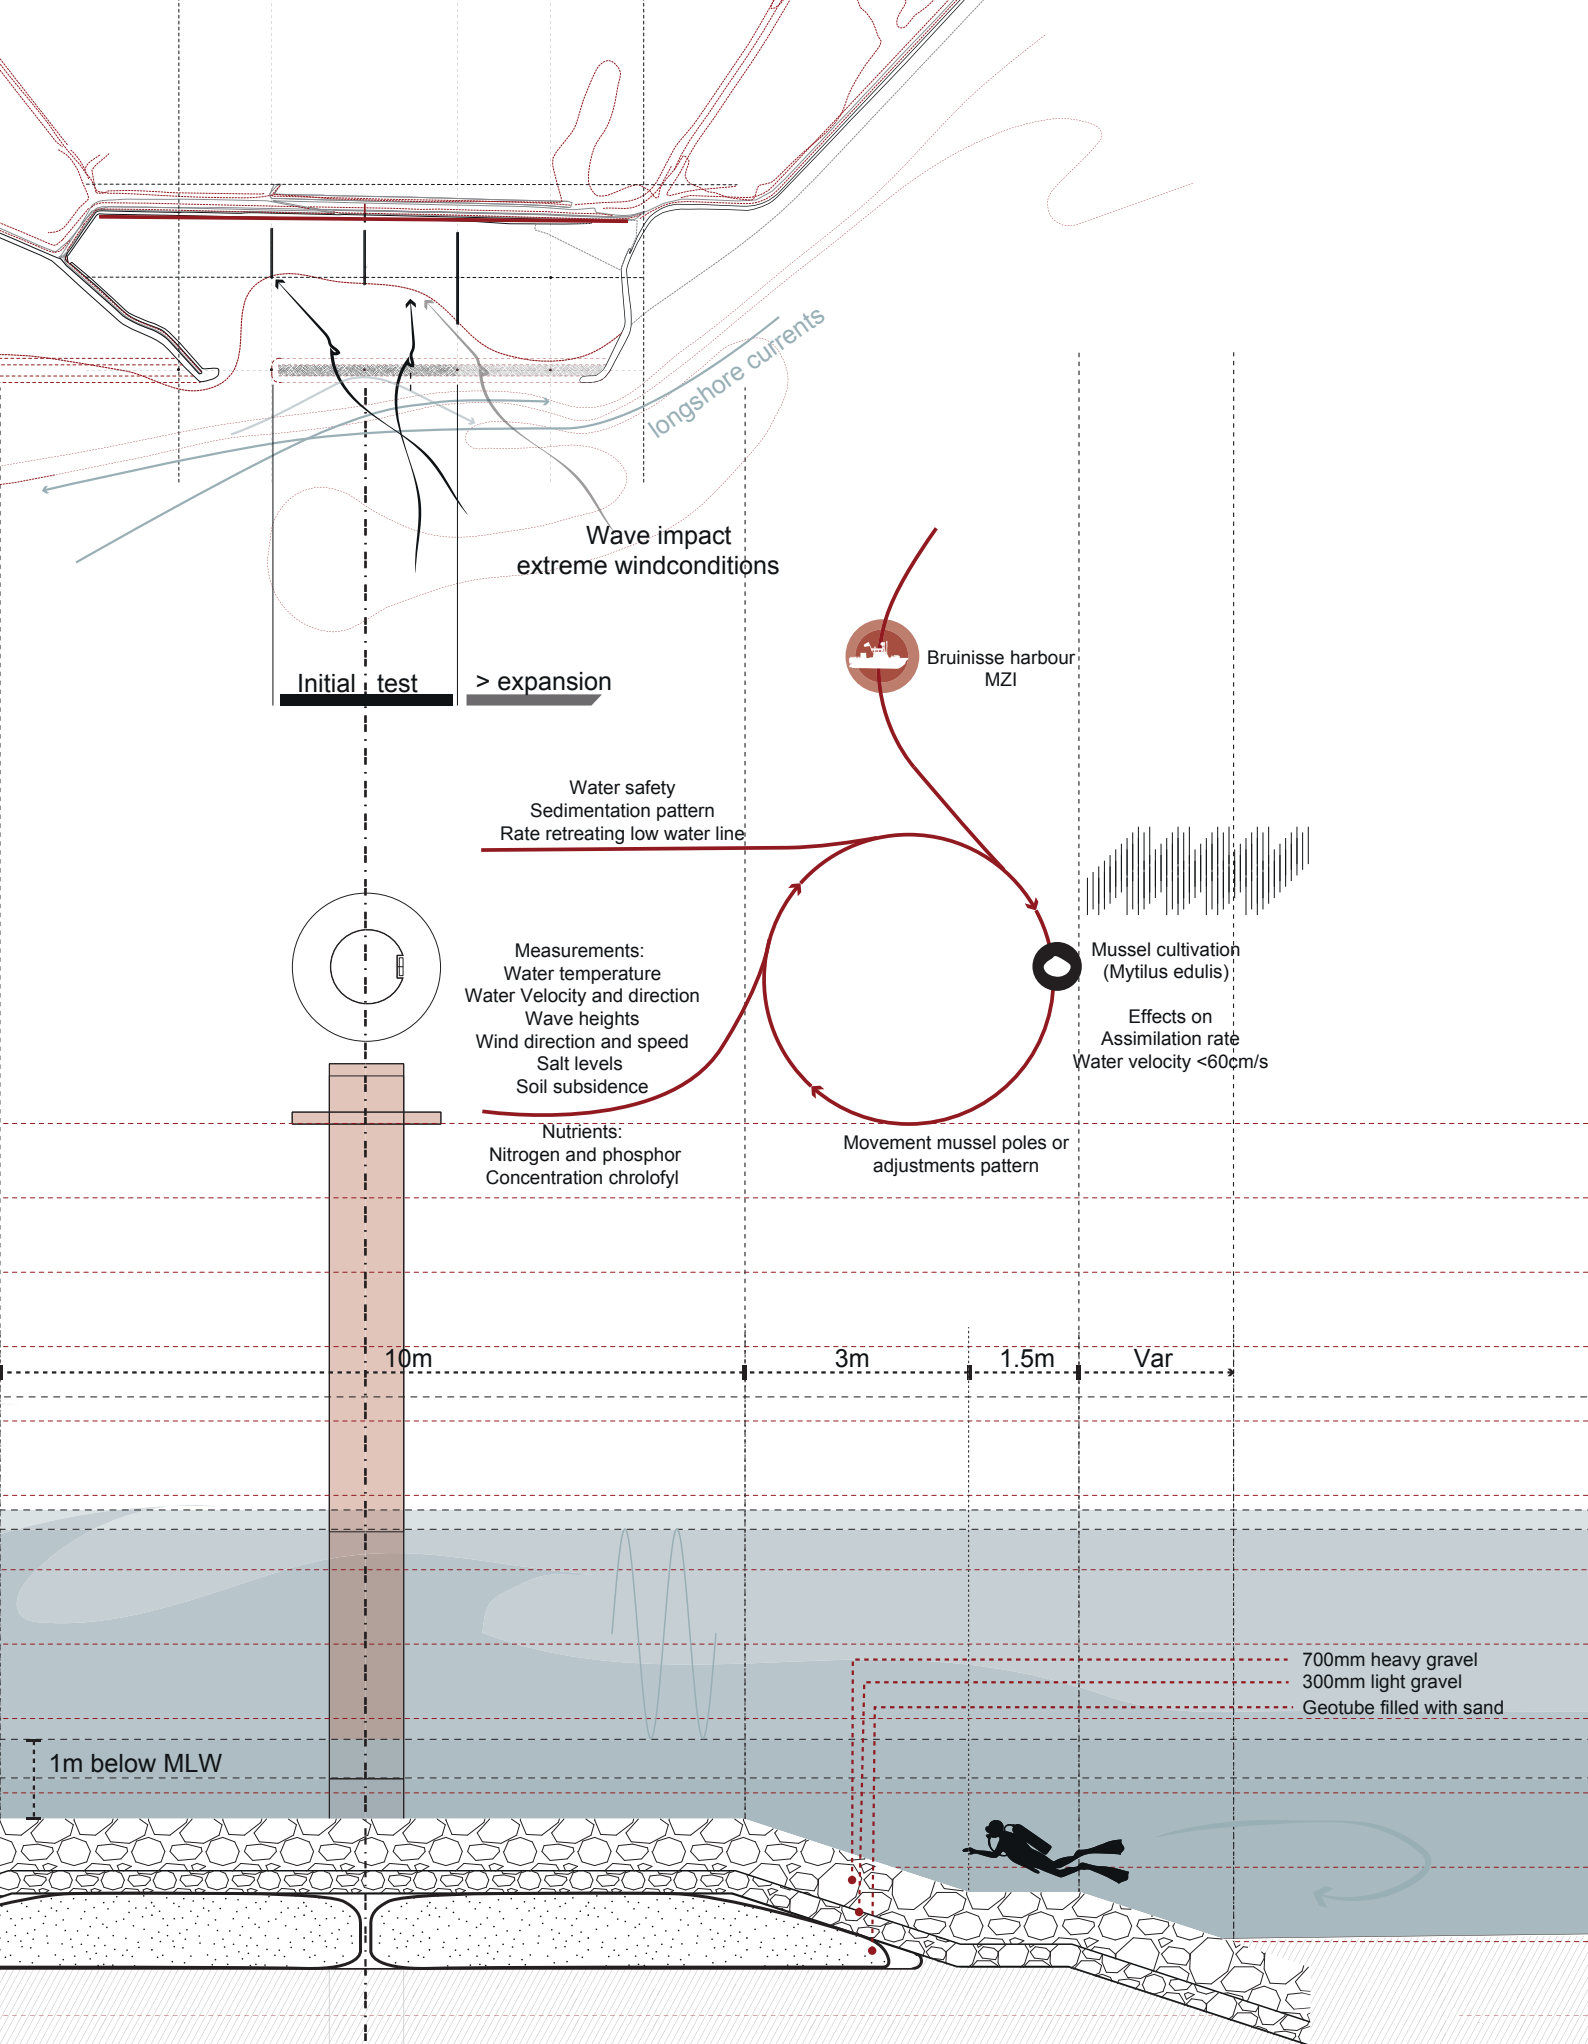 longshore currents
Wave impact
extreme windconditions
Initial test
> expansion
Bruinisse harbour
MZI
Water safety
Sedimentation pattern
Rate retreating low water line
Measurements:
Water temperature
Water Velocity and direction
Wave heights
Wind direction and speed
Salt levels
Soil subsidence
Nutrients:
Nitrogen and phosphor
Concentration chrolofyl
Mussel cultivation
(Mytilus edulis)
Effects on
Assimilation rate
Water velocity <60cm/s
Movement mussel poles or
adjustments pattern
10m
3m
1.5m
Var
700mm heavy gravel
300mm light gravel
Geotube filled with sand
1m below MLW